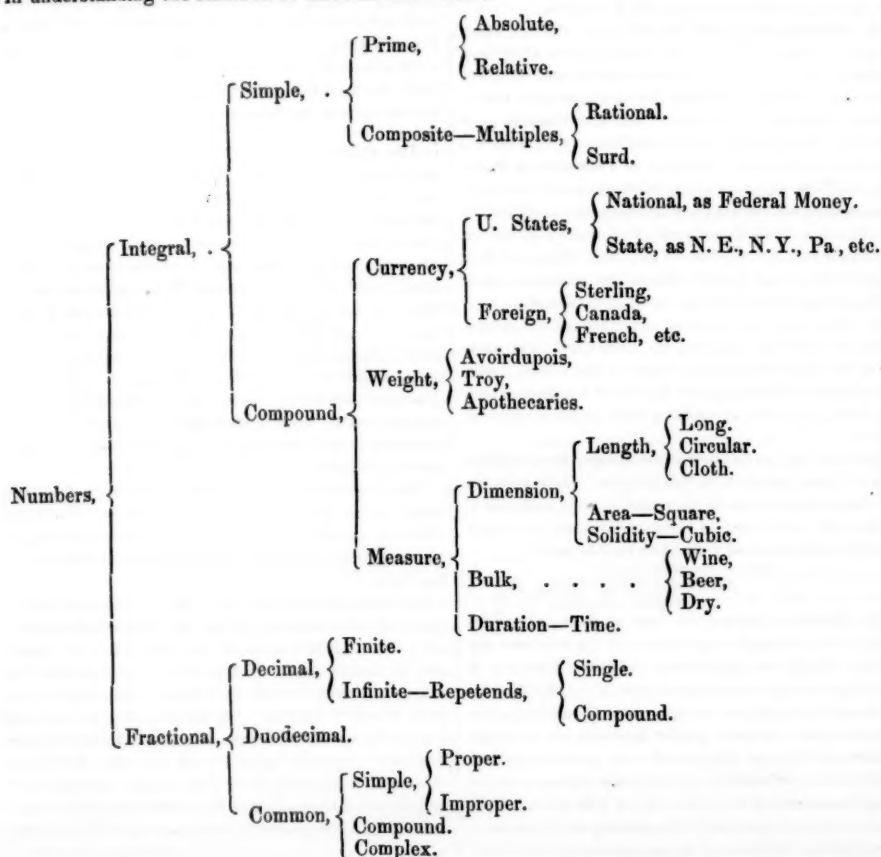 in understanding the
Prime, Absolute,
Relative.
Simple, .
Composite—Multiples, Rational.
Surd.
Integral, .
Currency, U. States, National, as Federal Money.
State, as N. E., N. Y., Pa, etc.
Foreign, Sterling,
Canada,
French, etc.
Weight, Avoirdupois,
Troy,
Apothecaries.
Compound,
Length, Long.
Circular.
Cloth.
Numbers,
Dimension,
Area—Square,
Solidity—Cubic.
Measure,
Bulk, . . . . Wine,
Beer,
Dry.
Duration—Time.
Decimal, Finite.
Infinite—Repetends, Single.
Compound.
Fractional, Duodecimal.
Common, Simple, Proper.
Improper.
Compound.
Complex.